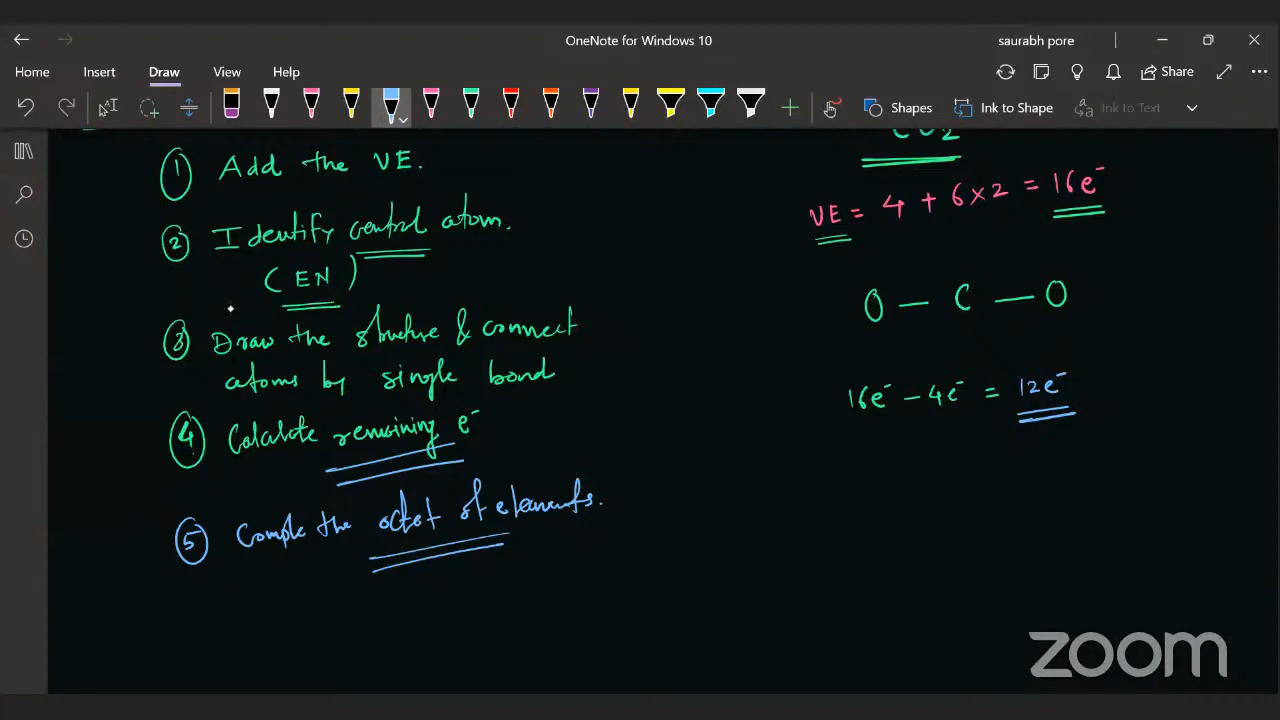 OneNote for Windows 10
saurabh pore
Home Insert Draw View Help
Share
Shapes Ink to Shape Ink to Text
① Add the VE.
② Identify central atom.
(EN)
③ Draw the structure & connect
atoms by single bond
④ Calculate remaining e⁻
⑤ Comple the octet of elements.
CO₂
VE = 4 + 6×2 = 16e⁻
O — C — O
16e⁻ – 4e⁻ = 12e⁻
zoom